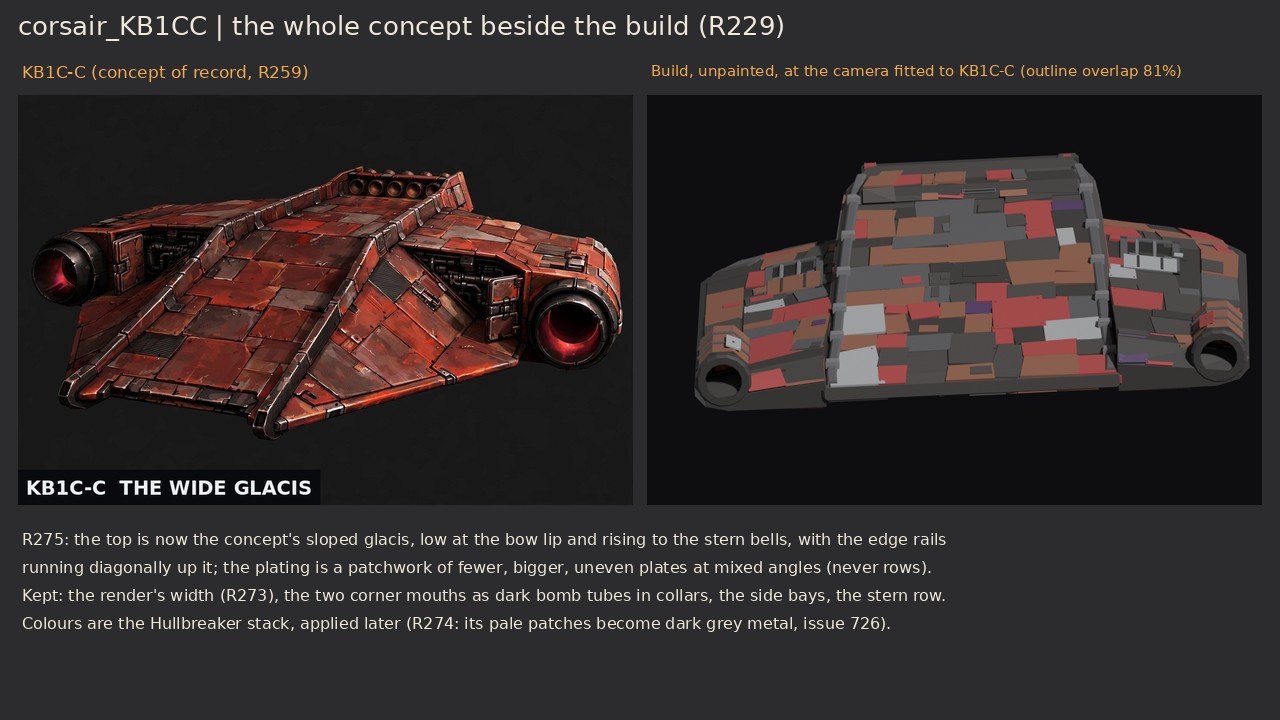 corsair_KB1CC | the whole concept beside the build (R229)
KB1C-C (concept of record, R259)
Build, unpainted, at the camera fitted to KB1C-C (outline overlap 81%)
KB1C-C THE WIDE GLACIS
R275: the top is now the concept's sloped glacis, low at the bow lip and rising to the stern bells, with the edge rails
running diagonally up it; the plating is a patchwork of fewer, bigger, uneven plates at mixed angles (never rows).
Kept: the render's width (R273), the two corner mouths as dark bomb tubes in collars, the side bays, the stern row.
Colours are the Hullbreaker stack, applied later (R274: its pale patches become dark grey metal, issue 726).